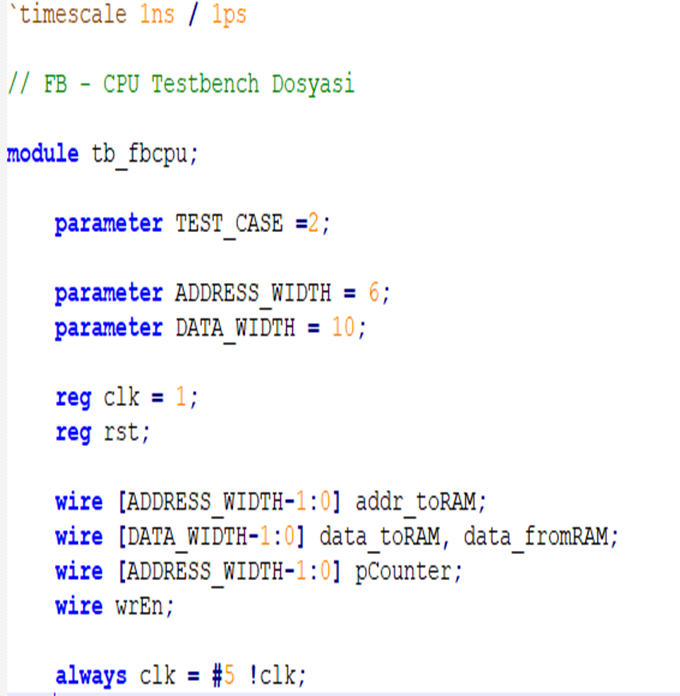 `timescale 1ns / 1ps
// FB - CPU Testbench Dosyasi
module tb_fbcpu;
parameter TEST_CASE =2;
parameter ADDRESS_WIDTH = 6;
parameter DATA_WIDTH = 10;
reg clk = 1;
reg rst;
wire [ADDRESS_WIDTH-1:0] addr_toRAM;
wire [DATA_WIDTH-1:0] data_toRAM, data_fromRAM;
wire [ADDRESS_WIDTH-1:0] pCounter;
wire wrEn;
always clk = #5 !clk;